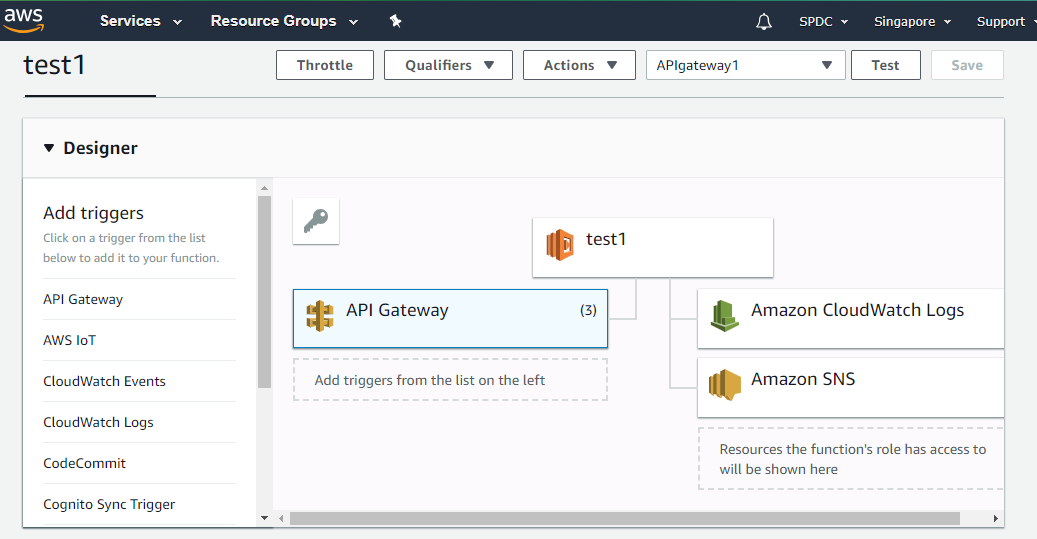 aws Services Resource Groups SPDC Singapore Support
test1 Throttle Qualifiers Actions APIgateway1 Test Save
Designer
Add triggers
Click on a trigger from the list
below to add it to your function.
API Gateway
AWS IoT
CloudWatch Events
CloudWatch Logs
CodeCommit
Cognito Sync Trigger
test1
API Gateway (3)
Add triggers from the list on the left
Amazon CloudWatch Logs
Amazon SNS
Resources the function's role has access to
will be shown here